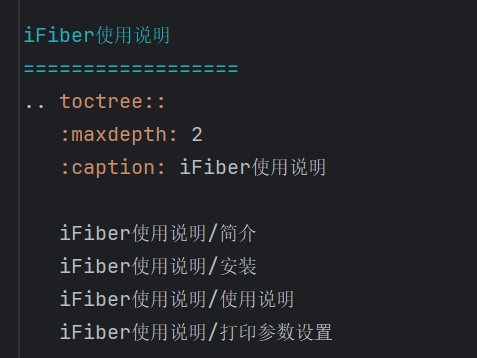 iFiber使用说明
==================
.. toctree::
   :maxdepth: 2
   :caption: iFiber使用说明

   iFiber使用说明/简介
   iFiber使用说明/安装
   iFiber使用说明/使用说明
   iFiber使用说明/打印参数设置